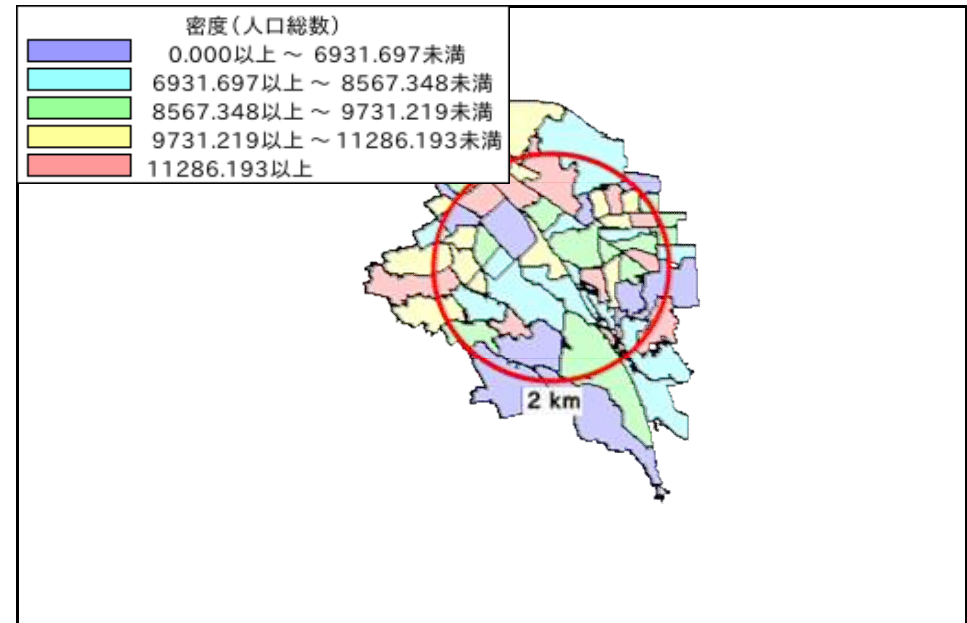 密度(人口総数)
0.000以上 ～ 6931.697未満
6931.697以上 ～ 8567.348未満
8567.348以上 ～ 9731.219未満
9731.219以上 ～ 11286.193未満
11286.193以上
2 km